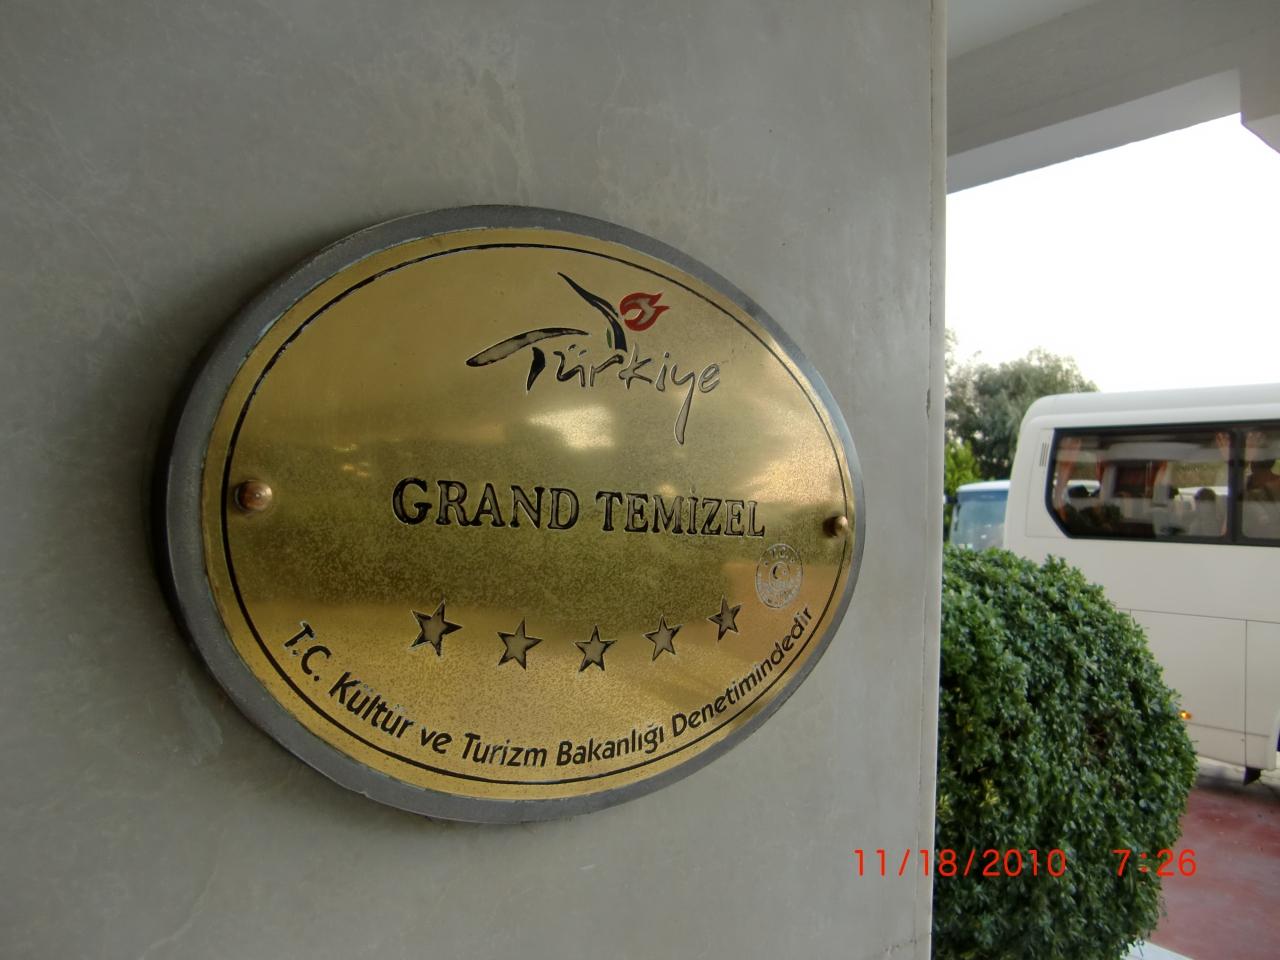 Türkiye
GRAND TEMİZEL
T.C. Kültür ve Turizm Bakanlığı Denetimindedir
11/18/2010 7:26